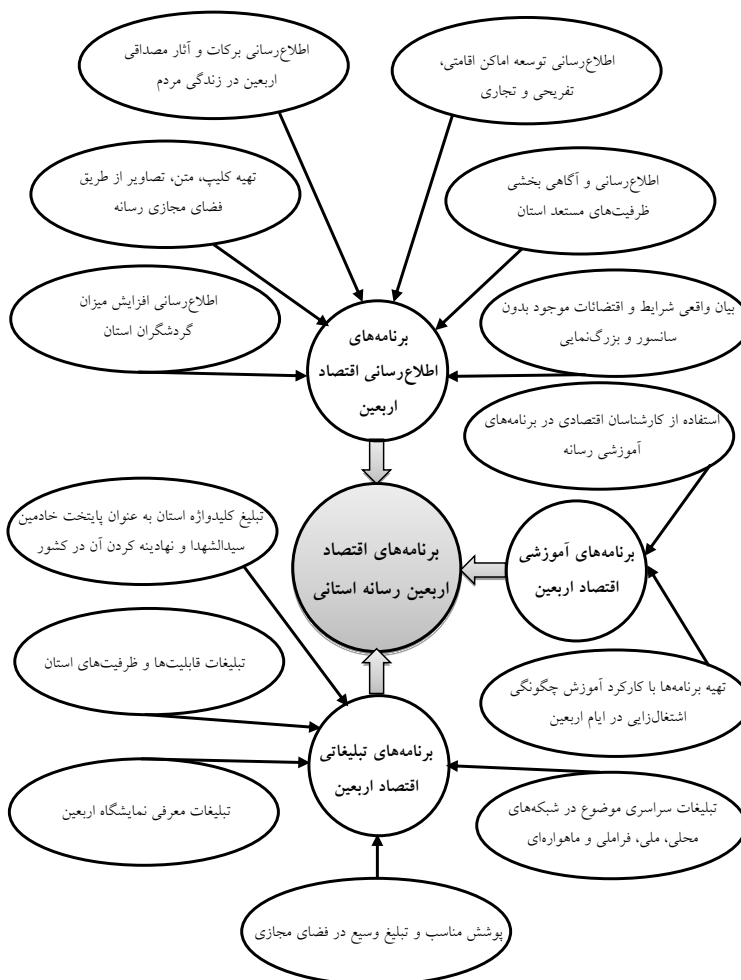 اطلاع‌رسانی توسعه اماکن اقامتی،
تفریحی و تجاری
اطلاع‌رسانی برکات و آثار مصداقی
اربعین در زندگی مردم
اطلاع‌رسانی و آگاهی بخشی
ظرفیت‌های مستعد استان
تهیه کلیپ، متن، تصاویر از طریق
فضای مجازی رسانه
بیان واقعی شرایط و اقتضائات موجود بدون
سانسور و بزرگ‌نمایی
اطلاع‌رسانی افزایش میزان
گردشگران استان
برنامه‌های
اطلاع‌رسانی اقتصاد
اربعین
استفاده از کارشناسان اقتصادی در برنامه‌های
آموزشی رسانه
برنامه‌های آموزشی
اقتصاد اربعین
برنامه‌های اقتصاد
اربعین رسانه استانی
تبلیغ کلیدواژه استان به عنوان پایتخت خادمین
سیدالشهدا و نهادینه کردن آن در کشور
تبلیغات قابلیت‌ها و ظرفیت‌های استان
تهیه برنامه‌ها با کارکرد آموزش چگونگی
اشتغال‌زایی در ایام اربعین
برنامه‌های تبلیغاتی
اقتصاد اربعین
تبلیغات سراسری موضوع در شبکه‌های
محلی، ملی، فراملی و ماهواره‌ای
تبلیغات معرفی نمایشگاه اربعین
پوشش مناسب و تبلیغ وسیع در فضای مجازی